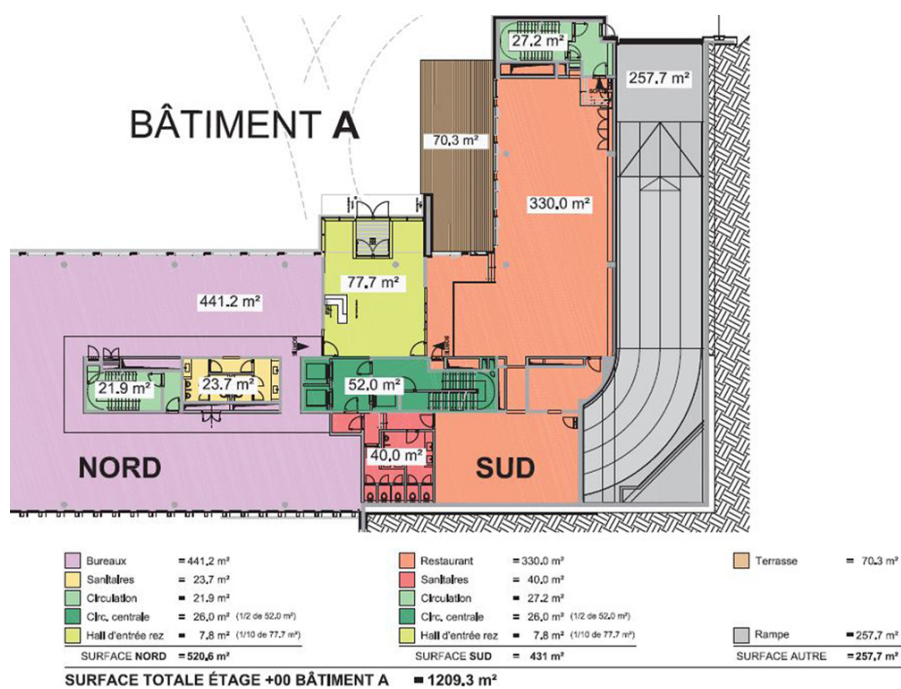 27.2 m²
257.7 m²
BÂTIMENT A
70.3 m²
330.0 m²
77.7 m²
441.2 m²
21.9 m²
23.7 m²
52.0 m²
40.0 m²
NORD
SUD
Bureaux = 441.2 m²
Sanitaires = 23.7 m²
Circulation = 21.9 m²
Circ. centrale = 26.0 m² (1/2 de 52.0 m²)
Hall d'entrée rez = 7.8 m² (1/10 de 77.7 m²)
SURFACE NORD = 520.6 m²
Restaurant = 330.0 m²
Sanitaires = 40.0 m²
Circulation = 27.2 m²
Circ. centrale = 26.0 m² (1/2 de 52.0 m²)
Hall d'entrée rez = 7.8 m² (1/10 de 77.7 m²)
SURFACE SUD = 431 m²
Terrasse = 70.3 m²
Rampe = 257.7 m²
SURFACE AUTRE = 257.7 m²
SURFACE TOTALE ÉTAGE +00 BÂTIMENT A = 1209.3 m²